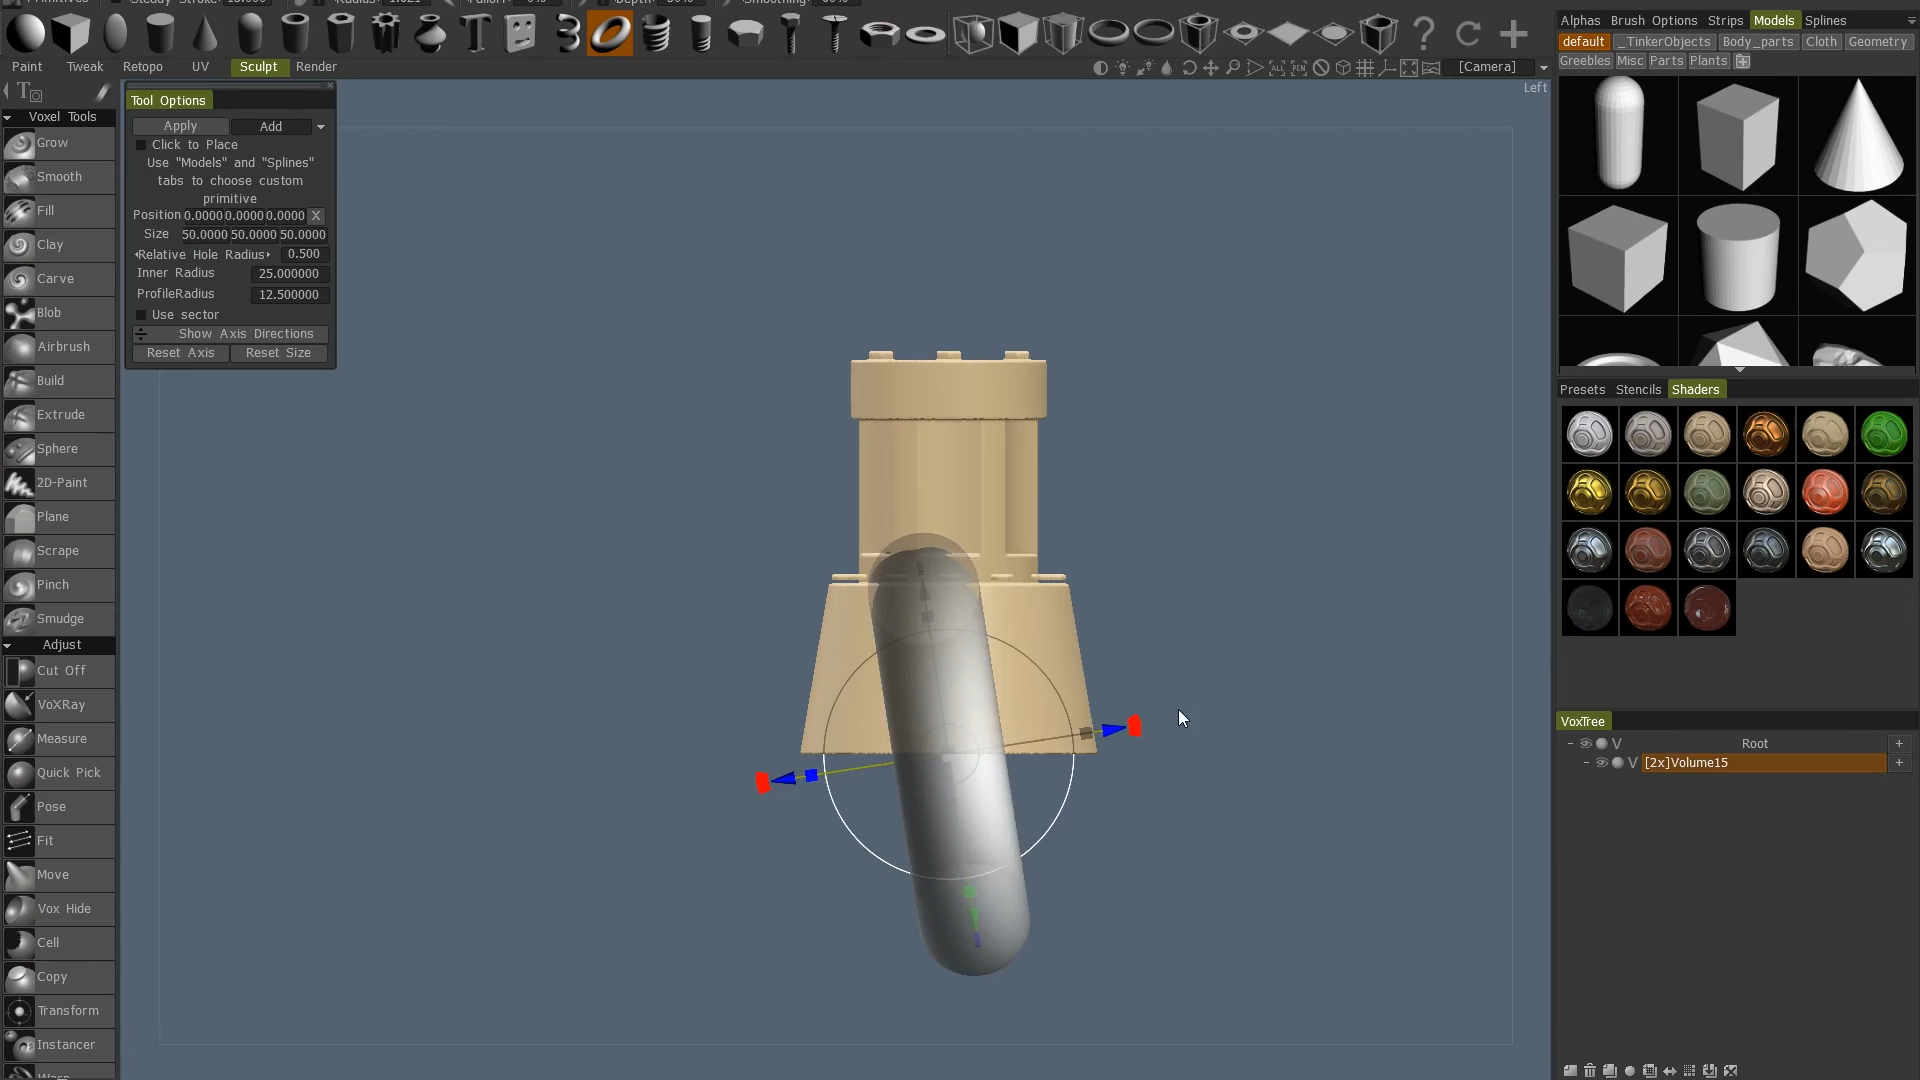 Paint Tweak Retopo UV Sculpt Render
[Camera]
Left
Tool Options
Apply Add
Click to Place
Use "Models" and "Splines"
tabs to choose custom
primitive
Position 0.0000 0.0000 0.0000 X
Size 50.0000 50.0000 50.0000
Relative Hole Radius 0.500
Inner Radius 25.000000
ProfileRadius 12.500000
Use sector
Show Axis Directions
Reset Axis Reset Size
Voxel Tools
Grow
Smooth
Fill
Clay
Carve
Blob
Airbrush
Build
Extrude
Sphere
2D-Paint
Plane
Scrape
Pinch
Smudge
Adjust
Cut Off
VoXRay
Measure
Quick Pick
Pose
Fit
Move
Vox Hide
Cell
Copy
Transform
Instancer
Alphas Brush Options Strips Models Splines
default _TinkerObjects Body_parts Cloth Geometry
Greebles Misc Parts Plants
Presets Stencils Shaders
VoxTree
V Root +
V [2x]Volume15 +